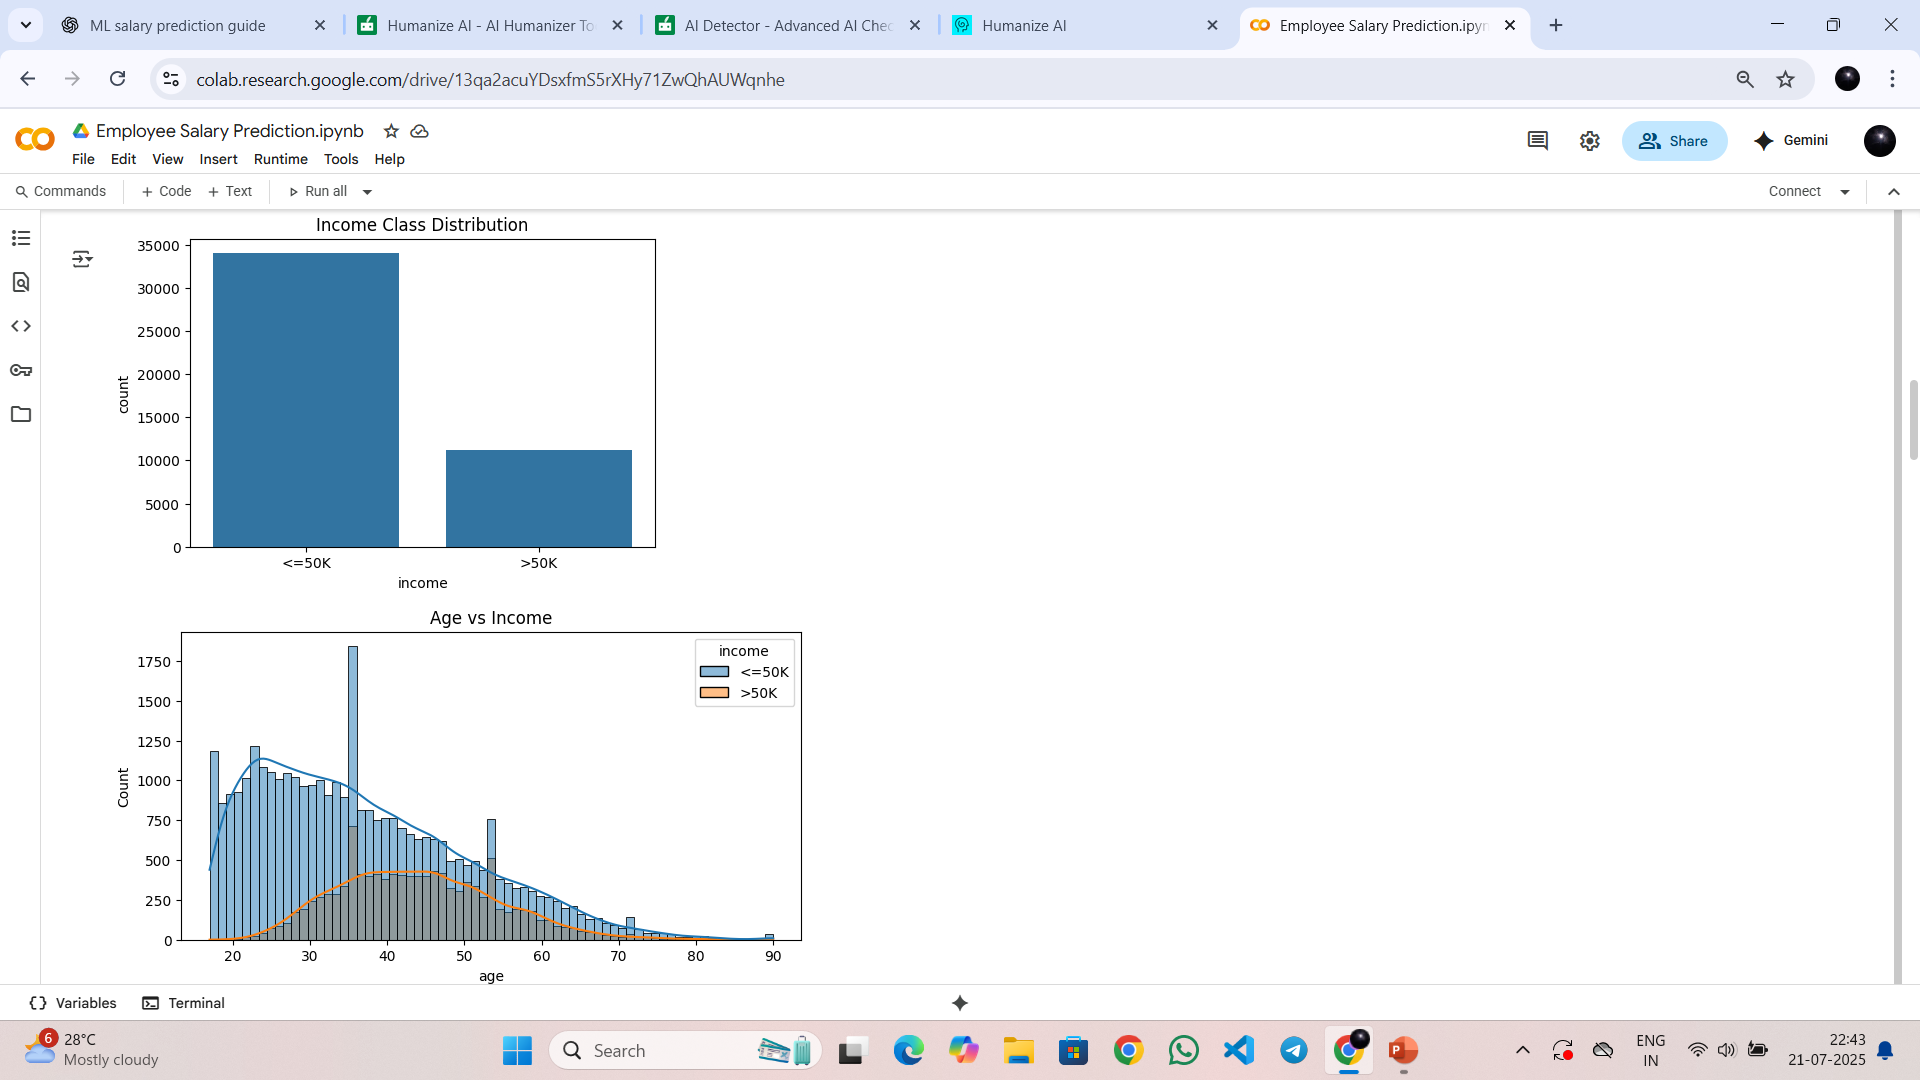 ML salary prediction guide
Humanize AI - AI Humanizer To
AI Detector - Advanced AI Chec
Humanize AI
Employee Salary Prediction.ipyn
colab.research.google.com/drive/13qa2acuYDsxfmS5rXHy71ZwQhAUWqnhe
Employee Salary Prediction.ipynb
File Edit View Insert Runtime Tools Help
Share
Gemini
Commands + Code + Text Run all
Connect
Income Class Distribution
35000
30000
25000
20000
15000
10000
5000
0
count
<=50K >50K
income
Age vs Income
income
<=50K
>50K
1750
1500
1250
1000
750
500
250
0
Count
20 30 40 50 60 70 80 90
age
Variables Terminal
6
28°C
Mostly cloudy
Search
ENG
IN
22:43
21-07-2025